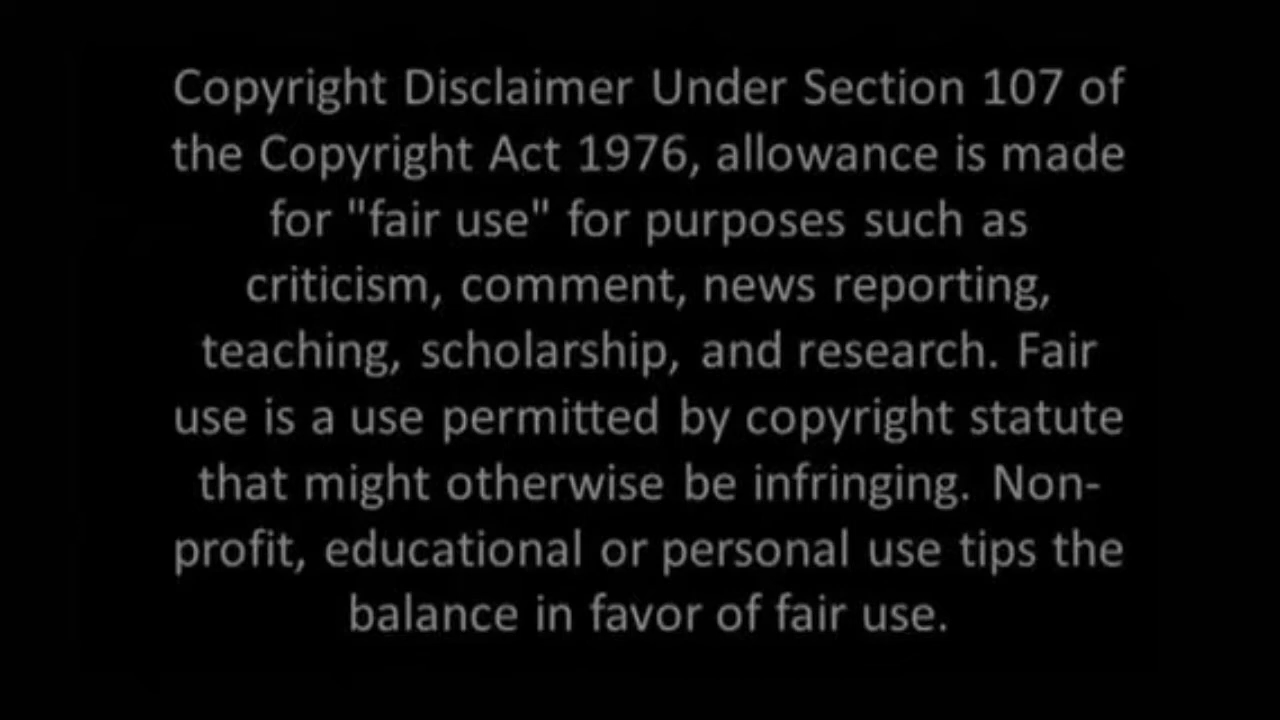 Copyright Disclaimer Under Section 107 of
the Copyright Act 1976, allowance is made
for "fair use" for purposes such as
criticism, comment, news reporting,
teaching, scholarship, and research. Fair
use is a use permitted by copyright statute
that might otherwise be infringing. Non-
profit, educational or personal use tips the
balance in favor of fair use.